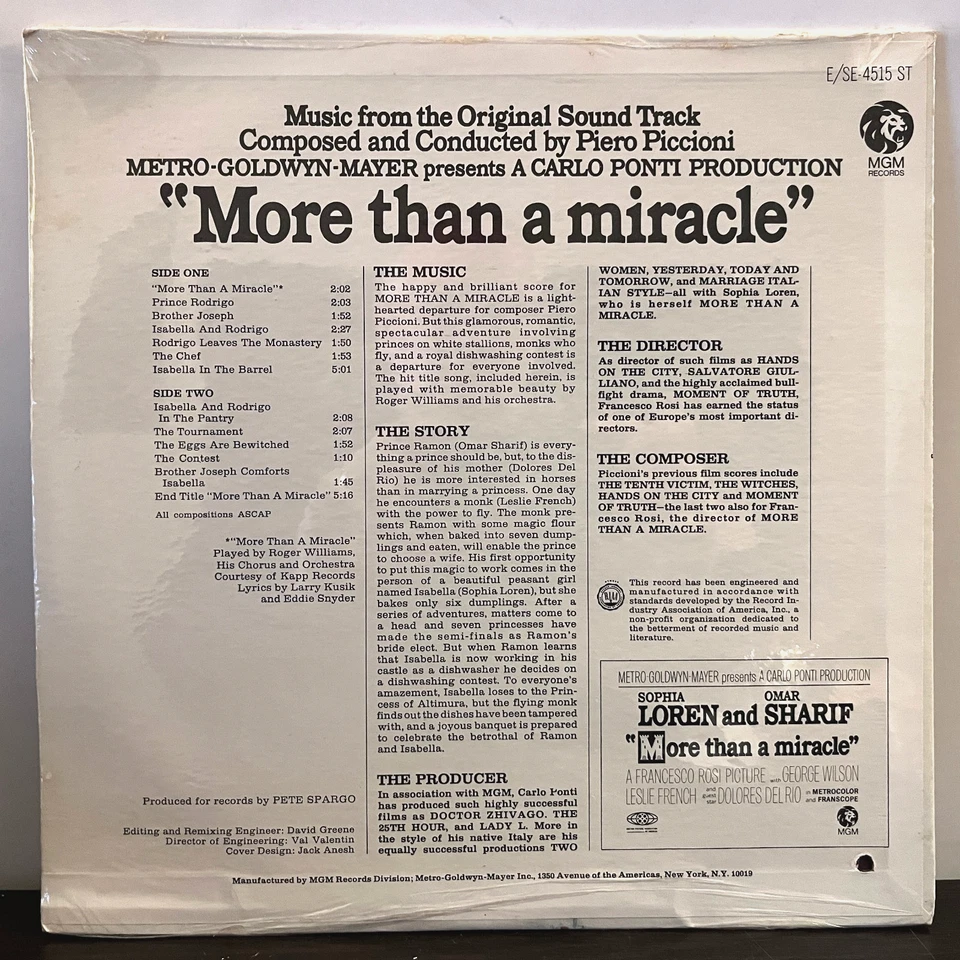 E/SE-4515 ST
Music from the Original Sound Track
Composed and Conducted by Piero Piccioni
METRO-GOLDWYN-MAYER presents A CARLO PONTI PRODUCTION
"More than a miracle"
MGM
RECORDS
SIDE ONE
"More Than A Miracle"* 2:02
Prince Rodrigo 2:03
Brother Joseph 1:52
Isabella And Rodrigo 2:27
Rodrigo Leaves The Monastery 1:50
The Chef 1:53
Isabella In The Barrel 5:01
SIDE TWO
Isabella And Rodrigo
In The Pantry 2:08
The Tournament 2:07
The Eggs Are Bewitched 1:52
The Contest 1:10
Brother Joseph Comforts
Isabella 1:45
End Title "More Than A Miracle" 5:16
All compositions ASCAP
*"More Than A Miracle"
Played by Roger Williams,
His Chorus and Orchestra
Courtesy of Kapp Records
Lyrics by Larry Kusik
and Eddie Snyder
Produced for records by PETE SPARGO
Editing and Remixing Engineer: David Greene
Director of Engineering: Val Valentin
Cover Design: Jack Anesh
THE MUSIC
The happy and brilliant score for
MORE THAN A MIRACLE is a light-
hearted departure for composer Piero
Piccioni. But this glamorous, romantic,
spectacular adventure involving
princes on white stallions, monks who
fly, and a royal dishwashing contest is
a departure for everyone involved.
The hit title song, included herein, is
played with memorable beauty by
Roger Williams and his orchestra.
THE STORY
Prince Ramon (Omar Sharif) is every-
thing a prince should be, but, to the dis-
pleasure of his mother (Dolores Del
Rio) he is more interested in horses
than in marrying a princess. One day
he encounters a monk (Leslie French)
with the power to fly. The monk pre-
sents Ramon with some magic flour
which, when baked into seven dump-
lings and eaten, will enable the prince
to choose a wife. His first opportunity
to put this magic to work comes in the
person of a beautiful peasant girl
named Isabella (Sophia Loren), but she
bakes only six dumplings. After a
series of adventures, matters come to
a head and seven princesses have
made the semi-finals as Ramon's
bride elect. But when Ramon learns
that Isabella is now working in his
castle as a dishwasher he decides on
a dishwashing contest. To everyone's
amazement, Isabella loses to the Prin-
cess of Altimura, but the flying monk
finds out the dishes have been tampered
with, and a joyous banquet is prepared
to celebrate the betrothal of Ramon
and Isabella.
THE PRODUCER
In association with MGM, Carlo Ponti
has produced such highly successful
films as DOCTOR ZHIVAGO, THE
25TH HOUR, and LADY L. More in
the style of his native Italy are his
equally successful productions TWO
WOMEN, YESTERDAY, TODAY AND
TOMORROW, and MARRIAGE ITAL-
IAN STYLE—all with Sophia Loren,
who is herself MORE THAN A
MIRACLE.
THE DIRECTOR
As director of such films as HANDS
ON THE CITY, SALVATORE GIUL-
LIANO, and the highly acclaimed bull-
fight drama, MOMENT OF TRUTH,
Francesco Rosi has earned the status
of one of Europe's most important di-
rectors.
THE COMPOSER
Piccioni's previous film scores include
THE TENTH VICTIM, THE WITCHES,
HANDS ON THE CITY and MOMENT
OF TRUTH—the last two also for Fran-
cesco Rosi, the director of MORE
THAN A MIRACLE.
This record has been engineered and
manufactured in accordance with
standards developed by the Record In-
dustry Association of America, Inc., a
non-profit organization dedicated to
the betterment of recorded music and
literature.
METRO-GOLDWYN-MAYER presents A CARLO PONTI PRODUCTION
SOPHIA OMAR
LOREN and SHARIF
"More than a miracle"
A FRANCESCO ROSI PICTURE with GEORGE WILSON
LESLIE FRENCH and guest star DOLORES DEL RIO in METROCOLOR and FRANSCOPE
MGM
Manufactured by MGM Records Division; Metro-Goldwyn-Mayer Inc., 1350 Avenue of the Americas, New York, N.Y. 10019